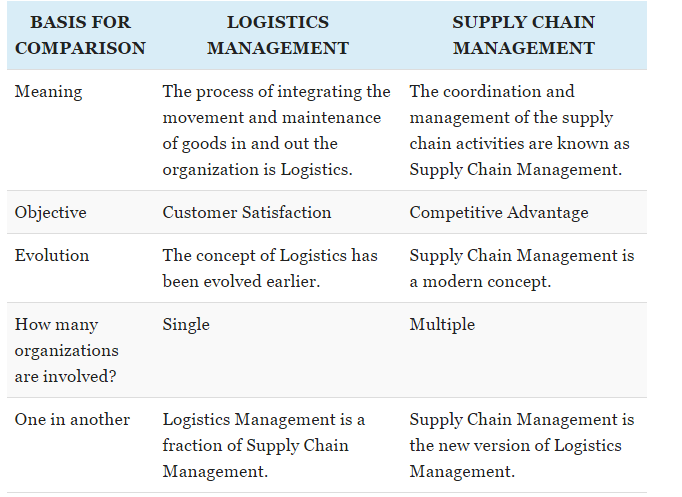 BASIS FOR COMPARISON
LOGISTICS MANAGEMENT
SUPPLY CHAIN MANAGEMENT
Meaning
The process of integrating the
movement and maintenance
of goods in and out the
organization is Logistics.
The coordination and
management of the supply
chain activities are known as
Supply Chain Management.
Objective
Customer Satisfaction
Competitive Advantage
Evolution
The concept of Logistics has
been evolved earlier.
Supply Chain Management is
a modern concept.
How many
organizations
are involved?
Single
Multiple
One in another
Logistics Management is a
fraction of Supply Chain
Management.
Supply Chain Management is
the new version of Logistics
Management.